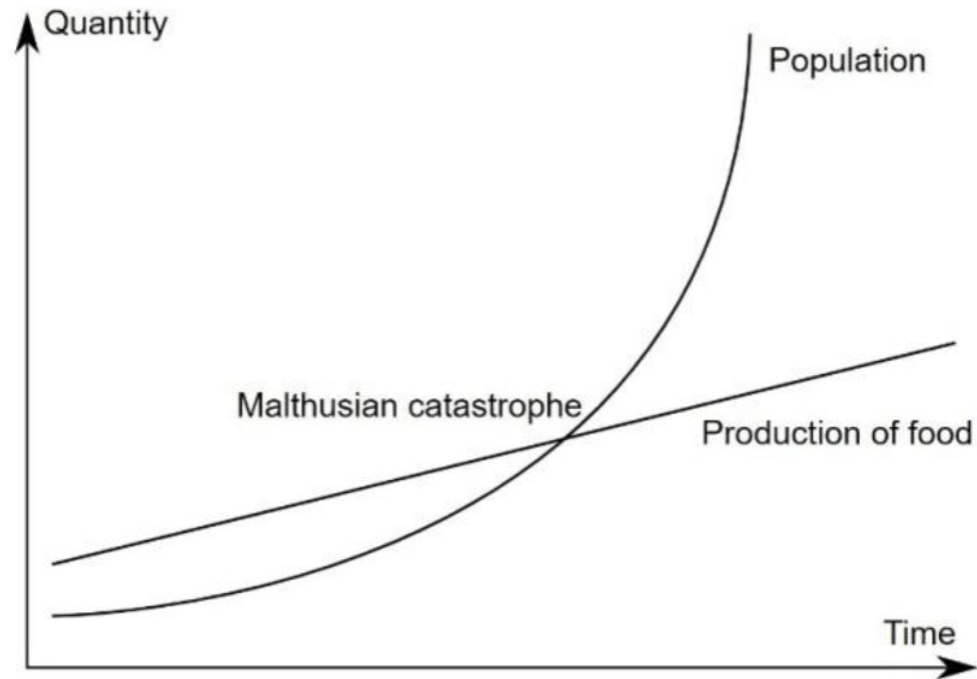 Quantity
Population
Malthusian catastrophe
Production of food
Time